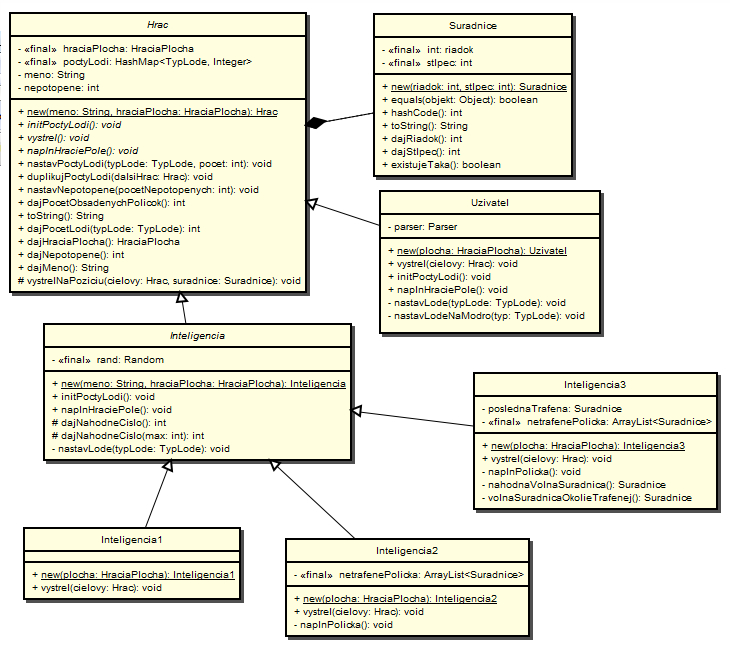 Hrac
- «final» hraciaPlocha: HraciaPlocha
- «final» poctyLodi: HashMap<TypLode, Integer>
- meno: String
- nepotopene: int
+ new(meno: String, hraciaPlocha: HraciaPlocha): Hrac
+ initPoctyLodi(): void
+ vystrel(): void
+ naplnHraciePole(): void
+ nastavPoctyLodi(typLode: TypLode, pocet: int): void
+ duplikujPoctyLodi(dalsiHrac: Hrac): void
+ nastavNepotopene(pocetNepotopenych: int): void
+ dajPocetObsadenychPolicok(): int
+ toString(): String
+ dajPocetLodi(typLode: TypLode): int
+ dajHraciaPlocha(): HraciaPlocha
+ dajNepotopene(): int
+ dajMeno(): String
# vystrelNaPoziciu(cielovy: Hrac, suradnice: Suradnice): void
Suradnice
- «final» int: riadok
- «final» stlpec: int
+ new(riadok: int, stlpec: int): Suradnice
+ equals(objekt: Object): boolean
+ hashCode(): int
+ toString(): String
+ dajRiadok(): int
+ dajStlpec(): int
+ existujeTaka(): boolean
Uzivatel
- parser: Parser
+ new(plocha: HraciaPlocha): Uzivatel
+ vystrel(cielovy: Hrac): void
+ initPoctyLodi(): void
+ naplnHraciePole(): void
- nastavLode(typLode: TypLode): void
- nastavLodeNaModro(typ: TypLode): void
Inteligencia
- «final» rand: Random
+ new(meno: String, hraciaPlocha: HraciaPlocha): Inteligencia
+ initPoctyLodi(): void
+ naplnHraciePole(): void
# dajNahodneCislo(): int
# dajNahodneCislo(max: int): int
- nastavLode(typLode: TypLode): void
Inteligencia3
- poslednaTrafena: Suradnice
- «final» netrafenePolicka: ArrayList<Suradnice>
+ new(plocha: HraciaPlocha): Inteligencia3
+ vystrel(cielovy: Hrac): void
- naplnPolicka(): void
- nahodnaVolnaSuradnica(): Suradnice
- volnaSuradnicaOkolieTrafenej(): Suradnice
Inteligencia1
+ new(plocha: HraciaPlocha): Inteligencia1
+ vystrel(cielovy: Hrac): void
Inteligencia2
- «final» netrafenePolicka: ArrayList<Suradnice>
+ new(plocha: HraciaPlocha): Inteligencia2
+ vystrel(cielovy: Hrac): void
- naplnPolicka(): void